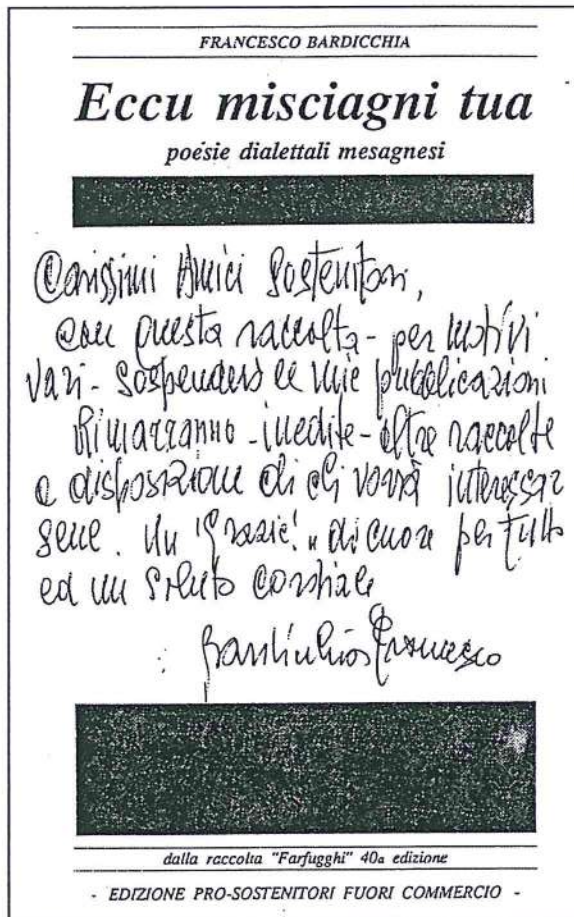 FRANCESCO BARDICCHIA
Eccu misciagni tua
poesie dialettali mesagnesi
Carissimi Amici Sostenitori,
con questa raccolta - per motivi
vari - sospenderò le mie pubblicazioni
Rimarranno - inedite - altre raccolte
a disposizione di chi vorrà interessar
sene. Un "Grazie!" di cuore per tutto
ed un saluto cordiale
Bardicchia Francesco
dalla raccolta "Farfugghi" 40a edizione
- EDIZIONE PRO-SOSTENITORI FUORI COMMERCIO -